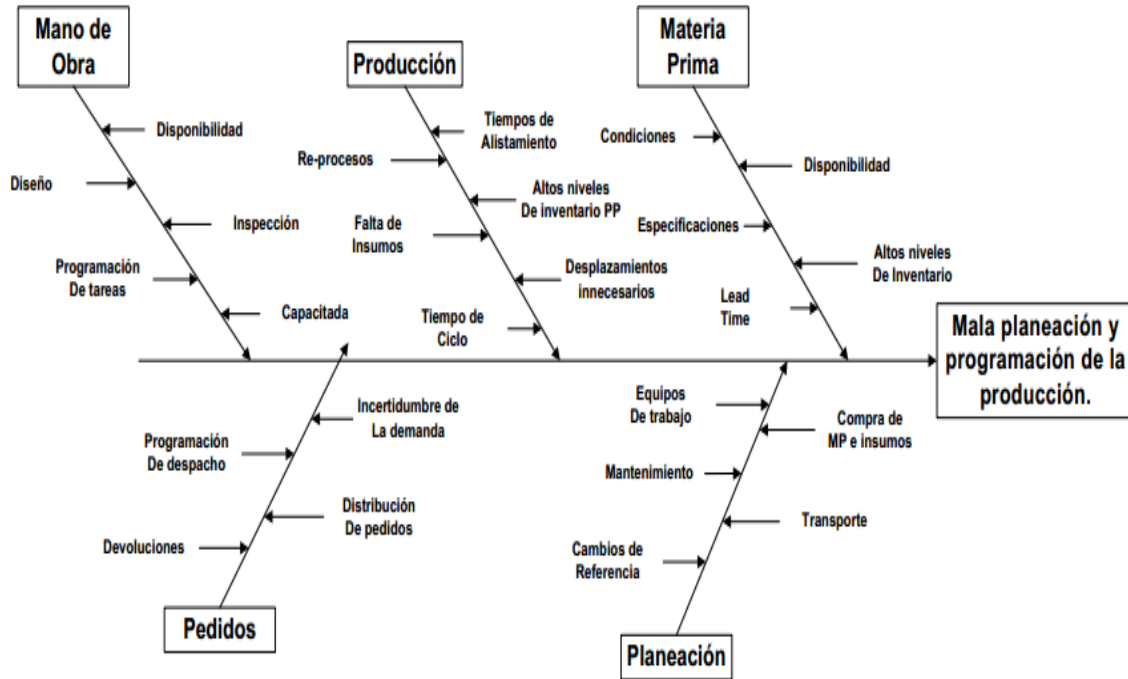 Mano de
Obra
Producción
Materia
Prima
Disponibilidad
Diseño
Inspección
Programación
De tareas
Capacitada
Tiempos de
Alistamiento
Re-procesos
Altos niveles
De inventario PP
Falta de
Insumos
Desplazamientos
innecesarios
Tiempo de
Ciclo
Condiciones
Disponibilidad
Especificaciones
Altos niveles
De Inventario
Lead
Time
Mala planeación y
programación de la
producción.
Incertidumbre de
La demanda
Programación
De despacho
Distribución
De pedidos
Devoluciones
Pedidos
Equipos
De trabajo
Compra de
MP e insumos
Mantenimiento
Transporte
Cambios de
Referencia
Planeación